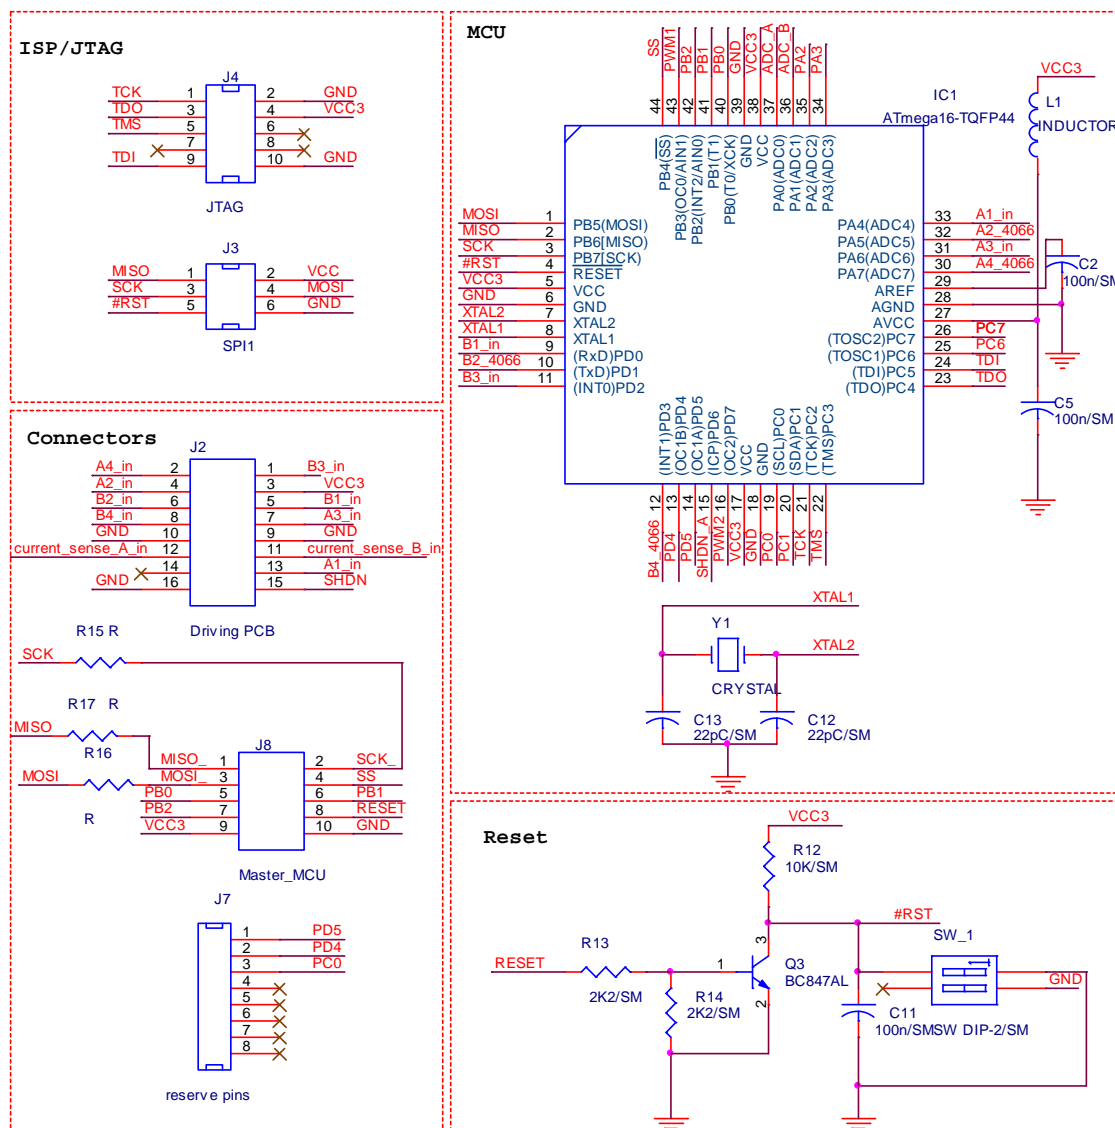 ISP/JTAG
J4
TCK 1 2 GND
TDO 3 4 VCC3
TMS 5 6
7 8
TDI 9 10 GND
JTAG
J3
MISO 1 2 VCC
SCK 3 4 MOSI
#RST 5 6 GND
SPI1
Connectors
J2
A4_in 2 1 B3_in
A2_in 4 3 VCC3
B2_in 6 5 B1_in
B4_in 8 7 A3_in
GND 10 9 GND
current_sense_A_in 12 11 current_sense_B_in
14 13 A1_in
GND 16 15 SHDN
Driving PCB
R15 R
SCK
R17 R
MISO
R16
J8
MISO_ 1 2 SCK_
MOSI MOSI_ 3 4 SS
R
PB0 5 6 PB1
PB2 7 8 RESET
VCC3 9 10 GND
Master_MCU
J7
1 PD5
2 PD4
3 PC0
4
5
6
7
8
reserve pins
MCU
SS PWM1 PB2 PB1 PB0 GND VCC3 ADC_A ADC_B PA2 PA3
44 43 42 41 40 39 38 37 36 35 34
PB4(SS) PB3(OC0/AIN1) PB2(INT2/AIN0) PB1(T1) PB0(T0/XCK) GND VCC PA0(ADC0) PA1(ADC1) PA2(ADC2) PA3(ADC3)
IC1
ATmega16-TQFP44
VCC3
L1
INDUCTOR
MOSI 1 PB5(MOSI)
MISO 2 PB6[MISO)
SCK 3 PB7[SCK)
#RST 4 RESET
VCC3 5 VCC
GND 6 GND
XTAL2 7 XTAL2
XTAL1 8 XTAL1
B1_in 9 (RxD)PD0
B2_4066 10 (TxD)PD1
B3_in 11 (INT0)PD2
PA4(ADC4) 33 A1_in
PA5(ADC5) 32 A2_4066
PA6(ADC6) 31 A3_in
PA7(ADC7) 30 A4_4066
AREF 29
AGND 28
AVCC 27
(TOSC2)PC7 26 PC7
(TOSC1)PC6 25 PC6
(TDI)PC5 24 TDI
(TDO)PC4 23 TDO
C2
100n/SM
C5
100n/SM
(INT1)PD3 (OC1B)PD4 (OC1A)PD5 (ICP)PD6 (OC2)PD7 VCC GND (SCL)PC0 (SDA)PC1 (TCK)PC2 (TMS)PC3
12 13 14 15 16 17 18 19 20 21 22
B4_4066 PD4 PD5 SHDN_A PWM2 VCC3 GND PC0 PC1 TCK TMS
XTAL1
Y1
XTAL2
CRYSTAL
C13
22pC/SM
C12
22pC/SM
Reset
VCC3
R12
10K/SM
#RST
R13
RESET
2K2/SM
R14
2K2/SM
1 3 2
Q3
BC847AL
SW_1
GND
C11
100n/SM
SW DIP-2/SM